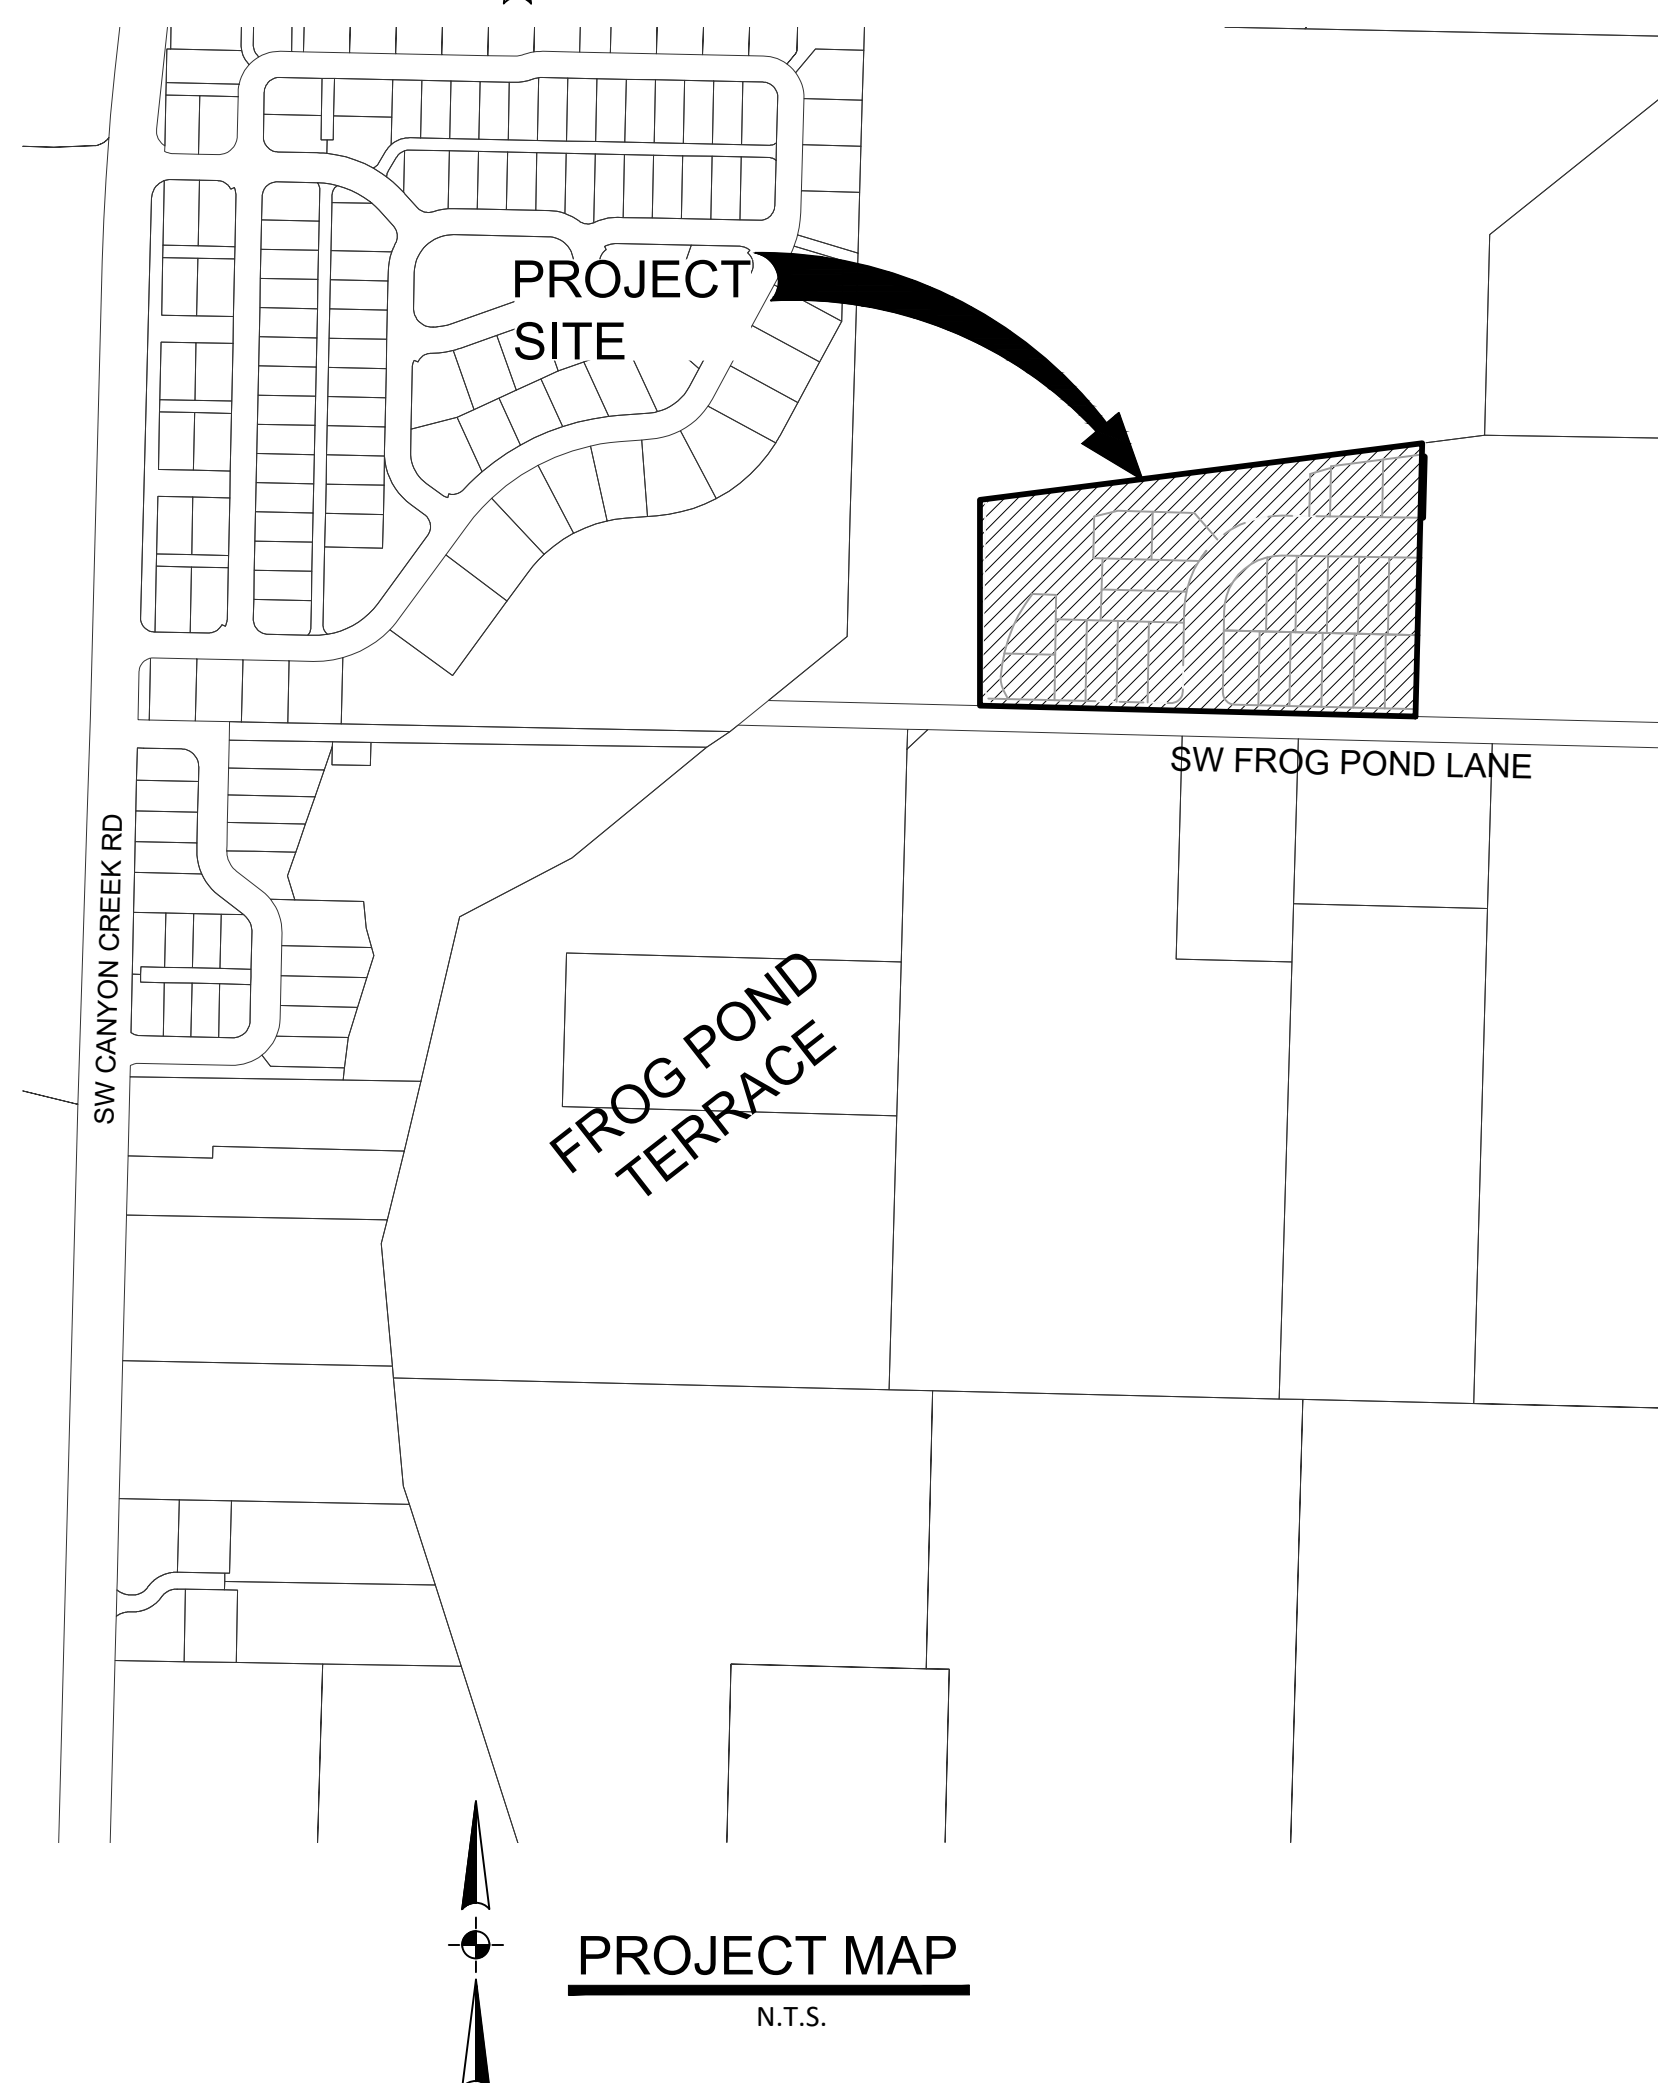 PROJECT
SITE
SW FROG POND LANE
SW CANYON CREEK RD
FROG POND
TERRACE
PROJECT MAP
N.T.S.